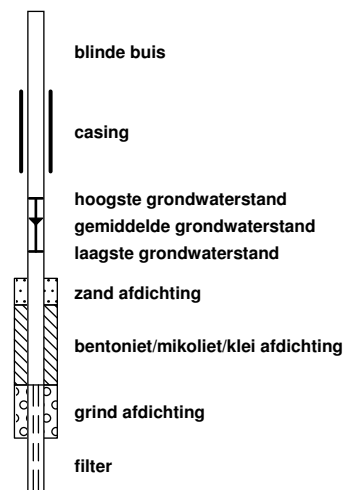 blinde buis
casing
hoogste grondwaterstand
gemiddelde grondwaterstand
laagste grondwaterstand
zand afdichting
bentoniet/mikoliet/klei afdichting
grind afdichting
filter